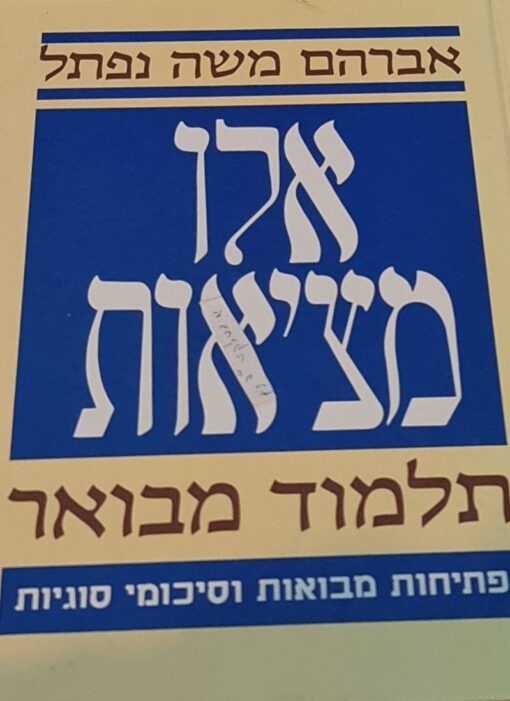 אברהם משה נפתל
אלו
מציאות
תלמוד מבואר
פתיחות מבואות וסיכומי סוגיות